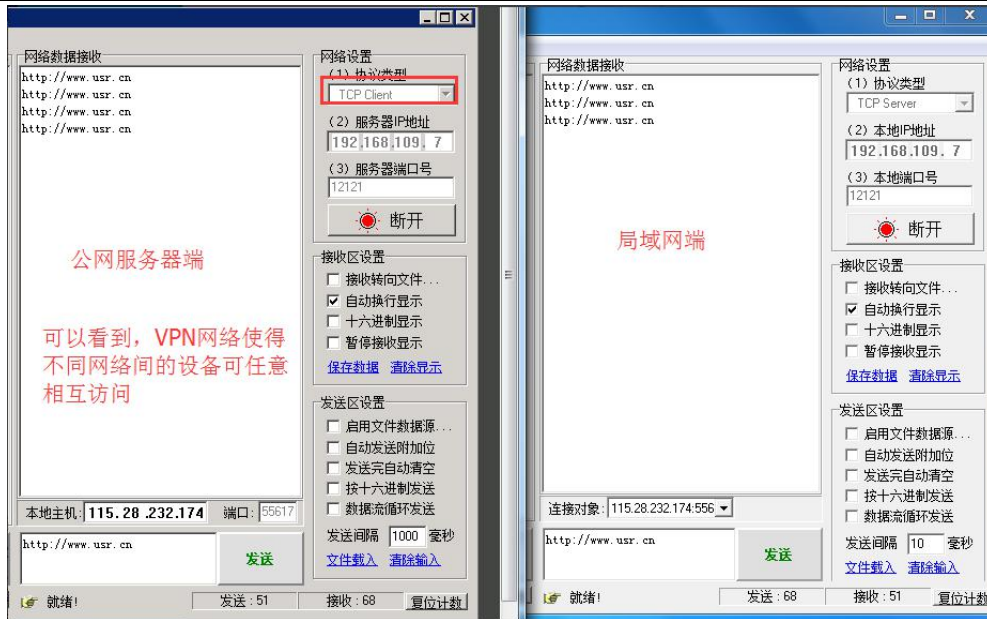 网络数据接收
http://www.usr.cn
http://www.usr.cn
http://www.usr.cn
http://www.usr.cn
公网服务器端
可以看到，VPN网络使得
不同网络间的设备可任意
相互访问
本地主机: 115.28.232.174 端口: 55617
http://www.usr.cn
发送
就绪!
发送:51
接收:68
复位计数
网络设置
(1) 协议类型
TCP Client
(2) 服务器IP地址
192.168.109. 7
(3) 服务器端口号
12121
断开
接收区设置
接收转向文件...
自动换行显示
十六进制显示
暂停接收显示
保存数据 清除显示
发送区设置
启用文件数据源...
自动发送附加位
发送完自动清空
按十六进制发送
数据流循环发送
发送间隔 1000 毫秒
文件载入 清除输入
网络数据接收
http://www.usr.cn
http://www.usr.cn
http://www.usr.cn
局域网端
连接对象: 115.28.232.174:556
http://www.usr.cn
发送
就绪!
发送:68
接收:51
复位计数
网络设置
(1) 协议类型
TCP Server
(2) 本地IP地址
192.168.109. 7
(3) 本地端口号
12121
断开
接收区设置
接收转向文件...
自动换行显示
十六进制显示
暂停接收显示
保存数据 清除显示
发送区设置
启用文件数据源...
自动发送附加位
发送完自动清空
按十六进制发送
数据流循环发送
发送间隔 10 毫秒
文件载入 清除输入